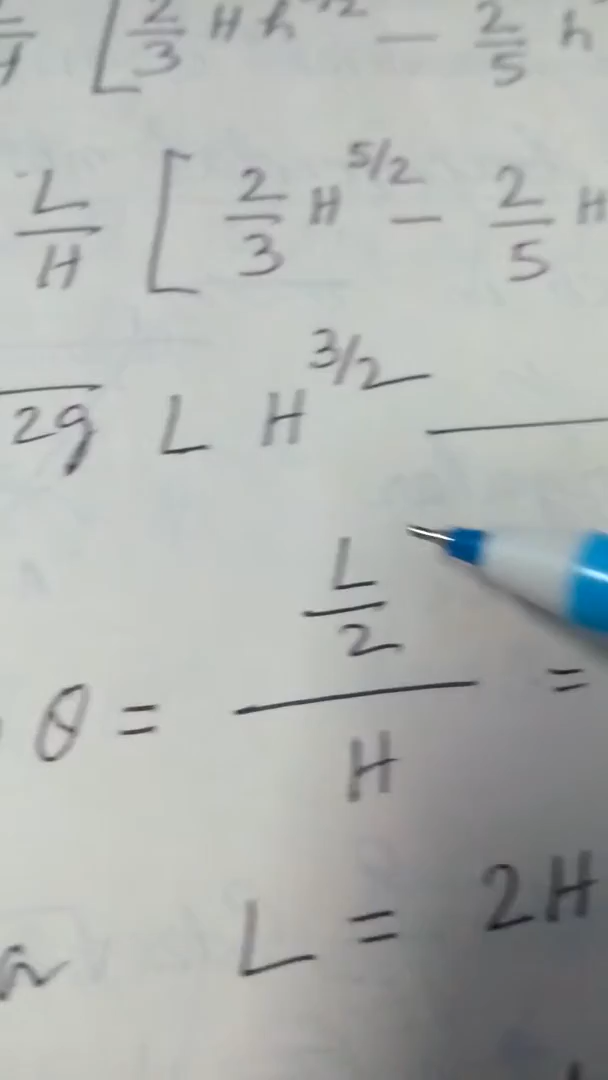 [ 2/3 H h - 2/5 h
L/H [ 2/3 H^5/2 - 2/5 H
2g L H^3/2
θ = (L/2)/H =
L = 2H